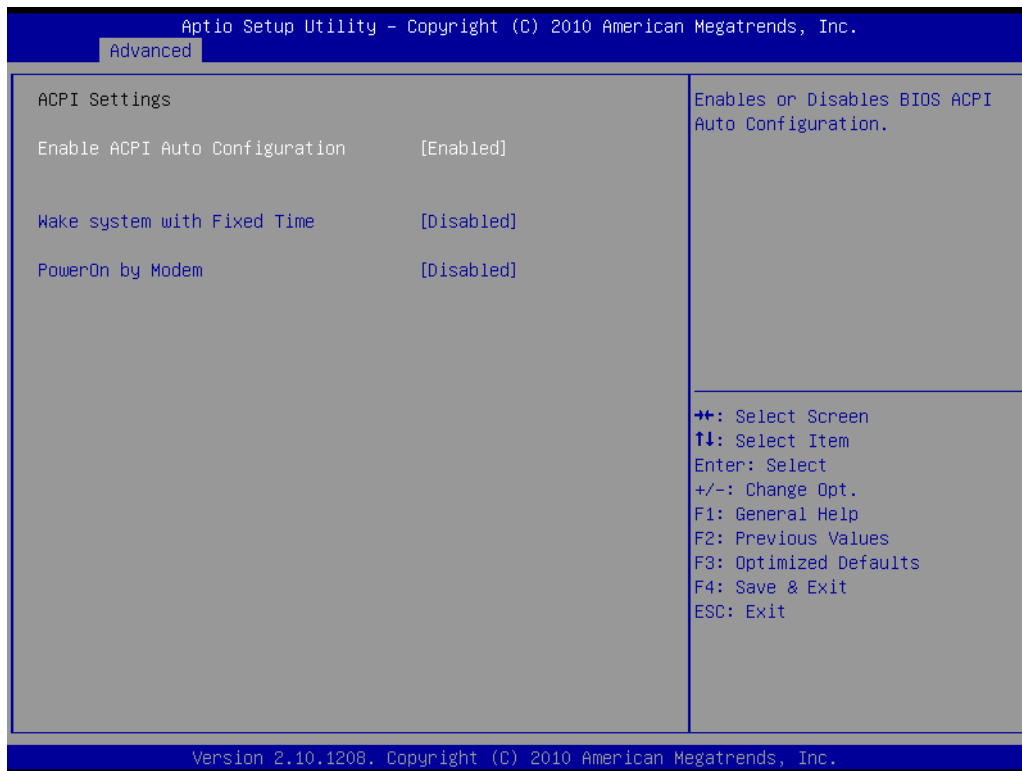 Aptio Setup Utility – Copyright (C) 2010 American Megatrends, Inc.
Advanced
ACPI Settings
Enable ACPI Auto Configuration [Enabled]
Wake system with Fixed Time [Disabled]
PowerOn by Modem [Disabled]
Enables or Disables BIOS ACPI
Auto Configuration.
→←: Select Screen
↑↓: Select Item
Enter: Select
+/-: Change Opt.
F1: General Help
F2: Previous Values
F3: Optimized Defaults
F4: Save & Exit
ESC: Exit
Version 2.10.1208. Copyright (C) 2010 American Megatrends, Inc.